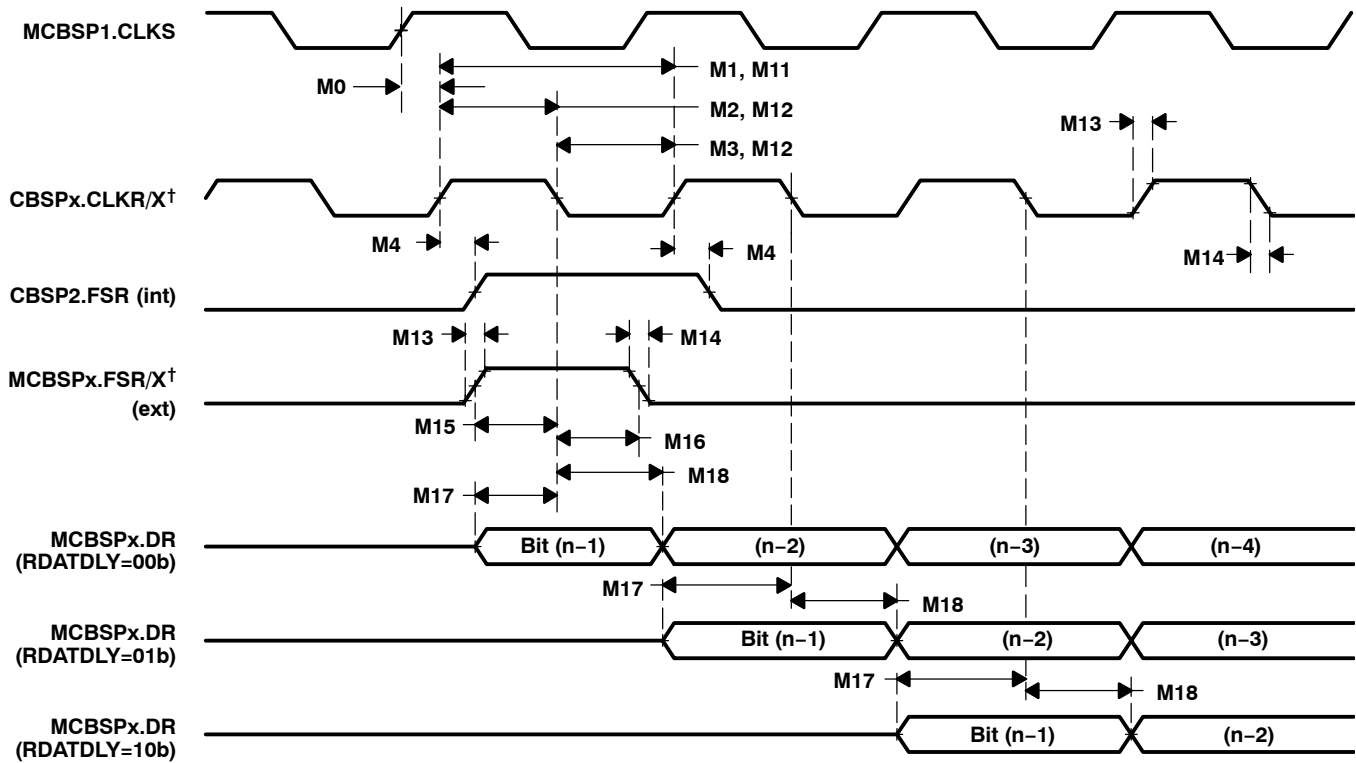 MCBSP1.CLKS
M1, M11
M0
M2, M12
M13
M3, M12
CBSPx.CLKR/X†
M4
M4
M14
CBSP2.FSR (int)
M13
M14
MCBSPx.FSR/X†
(ext)
M15
M16
M18
M17
MCBSPx.DR
(RDATDLY=00b)
Bit (n−1)
(n−2)
(n−3)
(n−4)
M17
M18
MCBSPx.DR
(RDATDLY=01b)
Bit (n−1)
(n−2)
(n−3)
M17
M18
MCBSPx.DR
(RDATDLY=10b)
Bit (n−1)
(n−2)